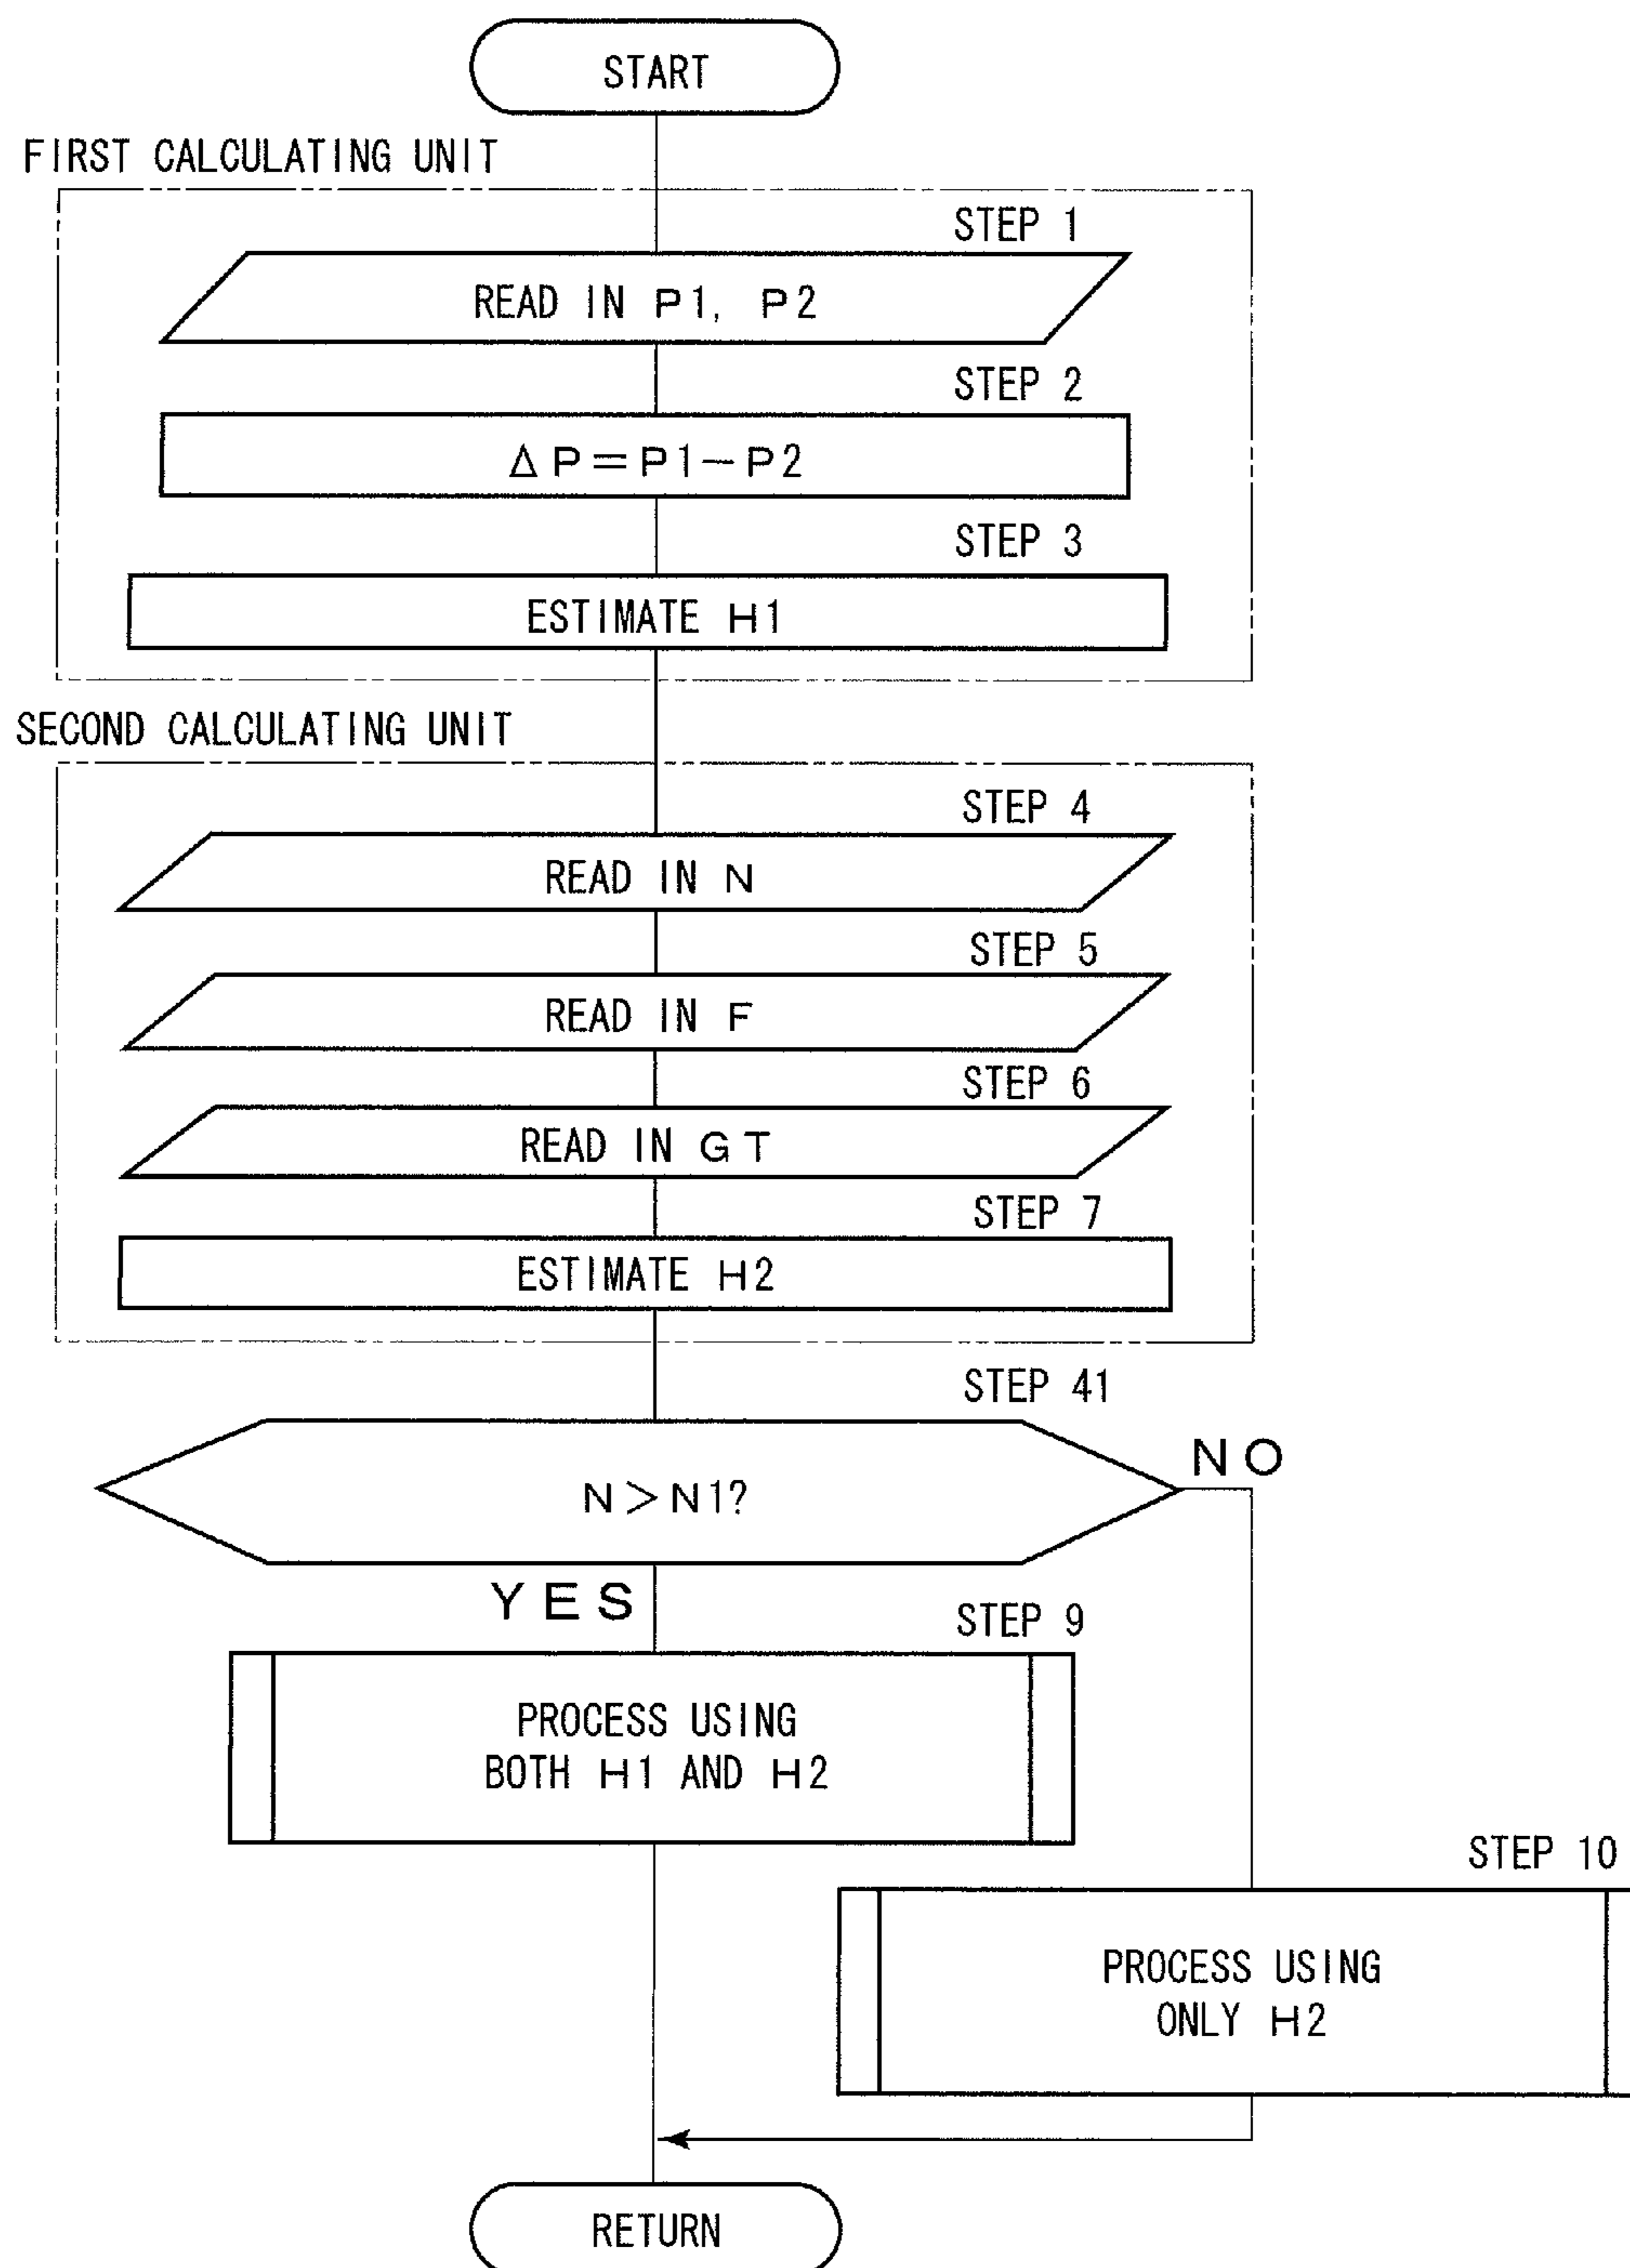 START
FIRST CALCULATING UNIT
STEP 1
READ IN P1, P2
STEP 2
ΔP=P1−P2
STEP 3
ESTIMATE H1
SECOND CALCULATING UNIT
STEP 4
READ IN N
STEP 5
READ IN F
STEP 6
READ IN GT
STEP 7
ESTIMATE H2
STEP 41
N>N1?
NO
YES
STEP 9
PROCESS USING
BOTH H1 AND H2
STEP 10
PROCESS USING
ONLY H2
RETURN